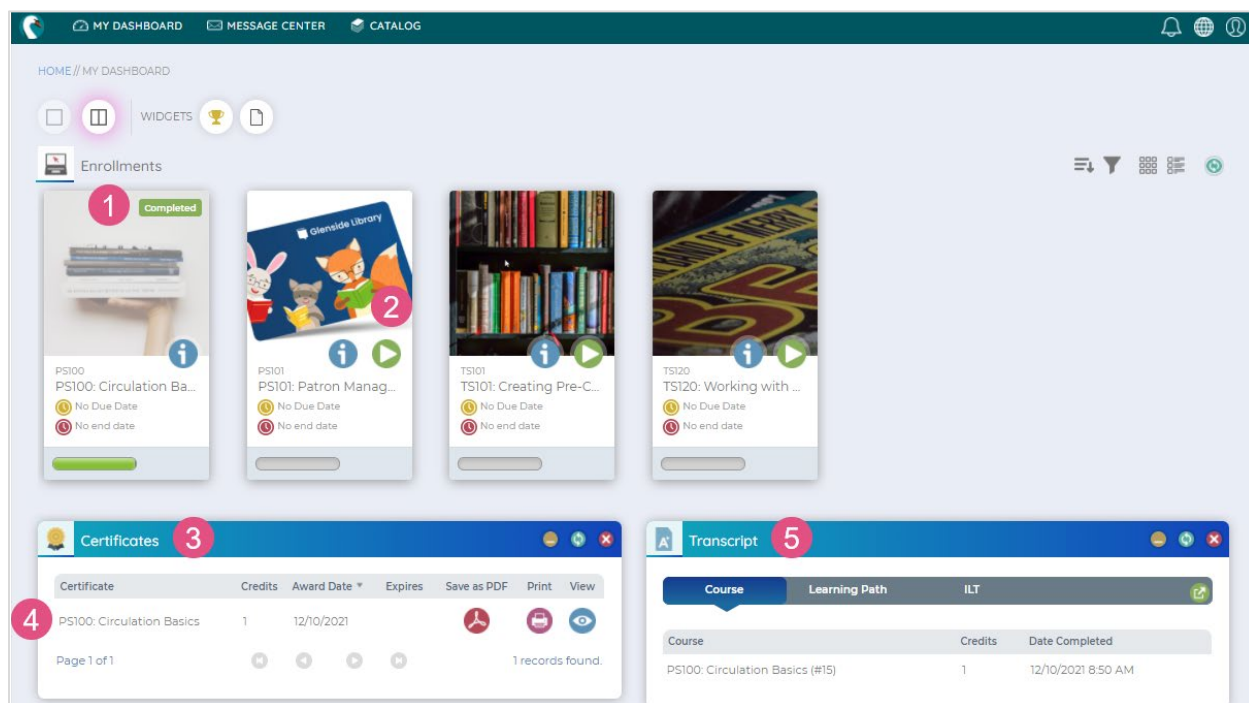 MY DASHBOARD MESSAGE CENTER CATALOG
HOME // MY DASHBOARD
WIDGETS
Enrollments
1
Completed
Glenside Library
2
BF
PS100
PS100: Circulation Ba...
No Due Date
No end date
PS101
PS101: Patron Manag...
No Due Date
No end date
TS101
TS101: Creating Pre-C...
No Due Date
No end date
TS120
TS120: Working with ...
No Due Date
No end date
Certificates 3
Certificate Credits Award Date Expires Save as PDF Print View
4 PS100: Circulation Basics 1 12/10/2021
Page 1 of 1 1 records found.
Transcript 5
Course Learning Path ILT
Course Credits Date Completed
PS100: Circulation Basics (#15) 1 12/10/2021 8:50 AM